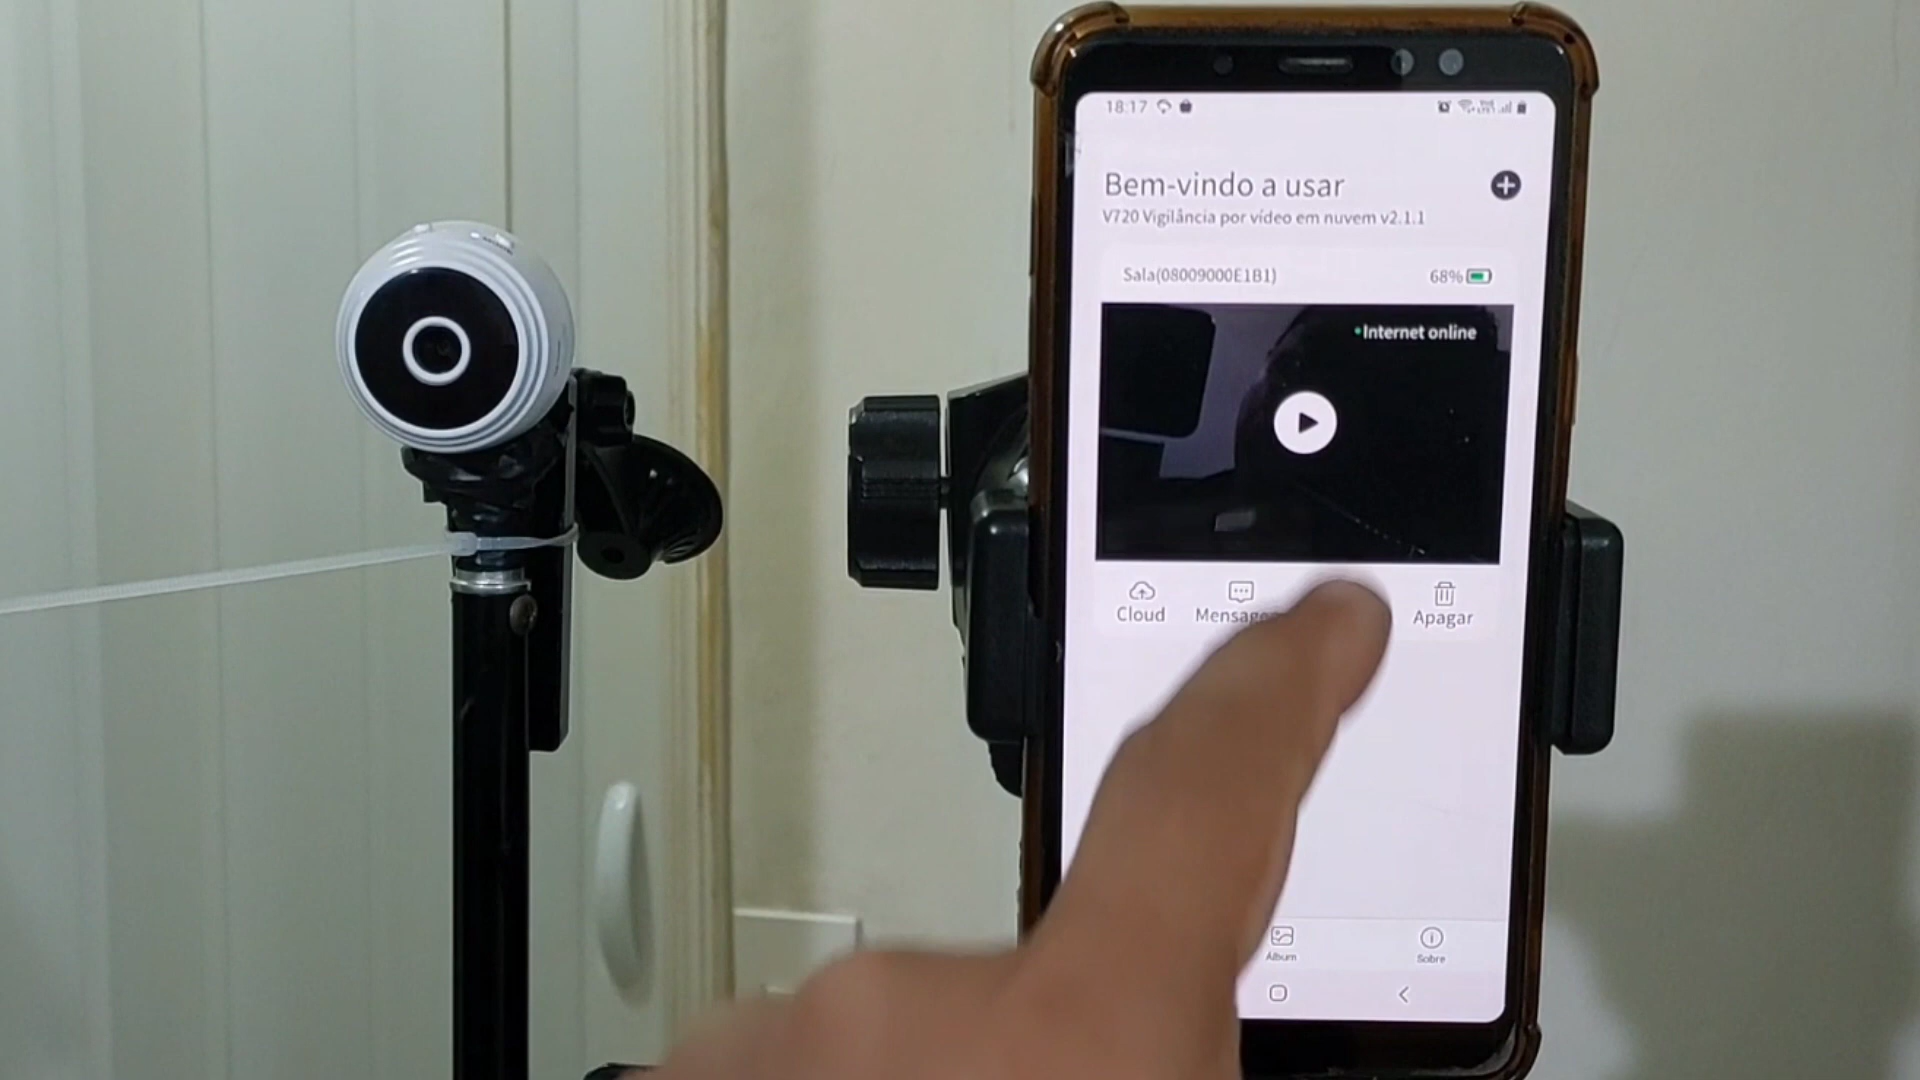 18:17
Bem-vindo a usar
V720 Vigilância por vídeo em nuvem v2.1.1
Sala(08009000E1B1) 68%
Internet online
Cloud Apagar
Álbum Sobre